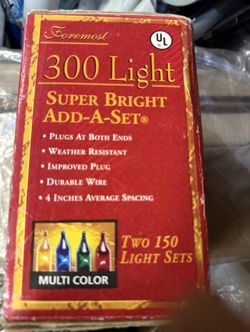 Foremost
UL
300 Light
SUPER BRIGHT
ADD-A-SET®
• PLUGS AT BOTH ENDS
• WEATHER RESISTANT
• IMPROVED PLUG
• DURABLE WIRE
• 4 INCHES AVERAGE SPACING
TWO 150
LIGHT SETS
MULTI COLOR